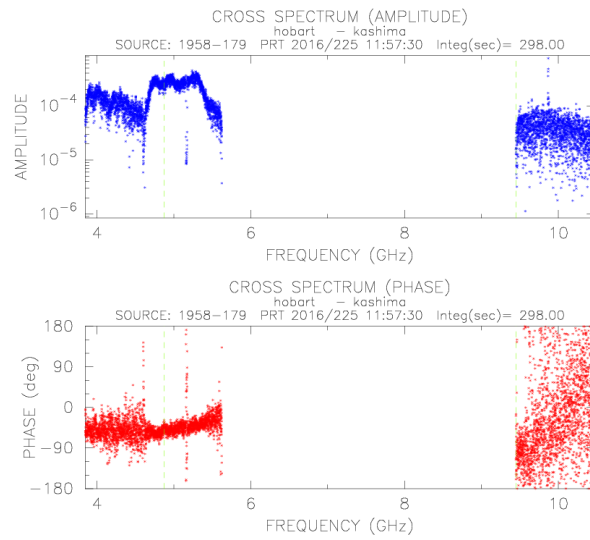 CROSS SPECTRUM (AMPLITUDE)
hobart - kashima
SOURCE: 1958-179 PRT 2016/225 11:57:30 Integ(sec)= 298.00
AMPLITUDE
10-4
10-5
10-6
4 6 8 10
FREQUENCY (GHz)
CROSS SPECTRUM (PHASE)
hobart - kashima
SOURCE: 1958-179 PRT 2016/225 11:57:30 Integ(sec)= 298.00
PHASE (deg)
180
90
0
-90
-180
4 6 8 10
FREQUENCY (GHz)